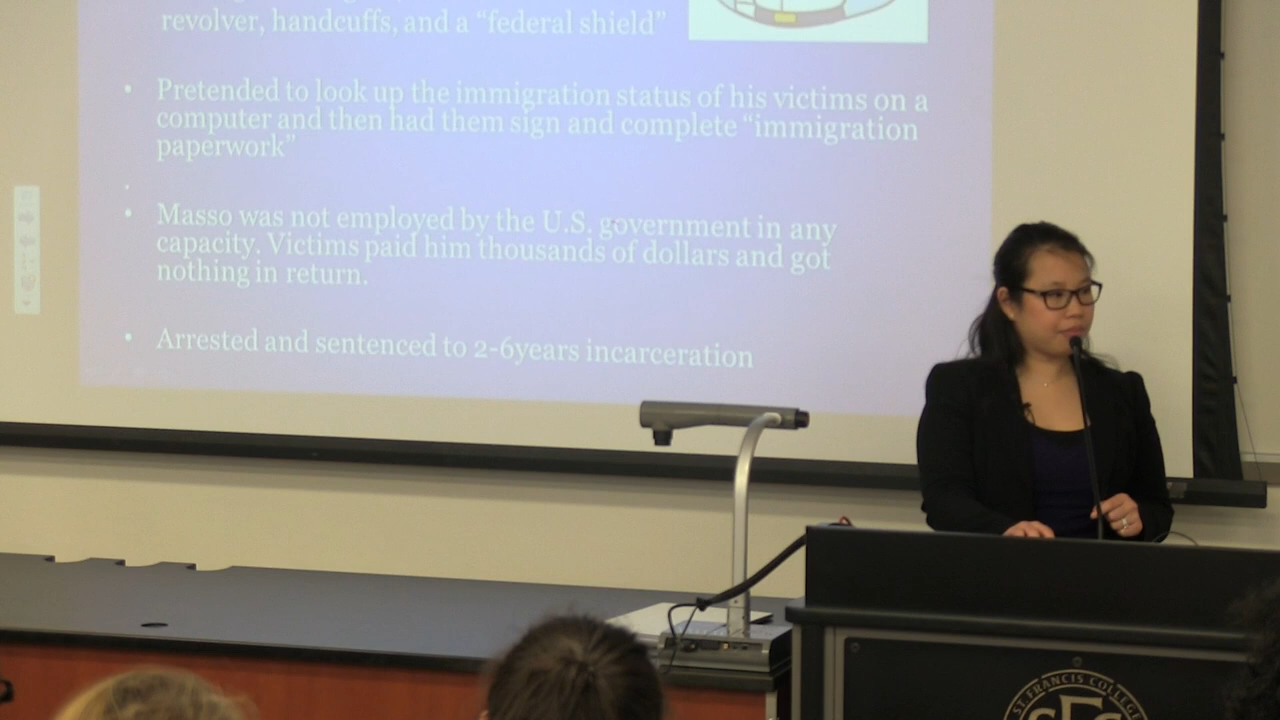 revolver, handcuffs, and a “federal shield”
• Pretended to look up the immigration status of his victims on a
computer and then had them sign and complete “immigration
paperwork”
•
• Masso was not employed by the U.S. government in any
capacity. Victims paid him thousands of dollars and got
nothing in return.
• Arrested and sentenced to 2-6years incarceration
ST. FRANCIS COLLEGE
SFC